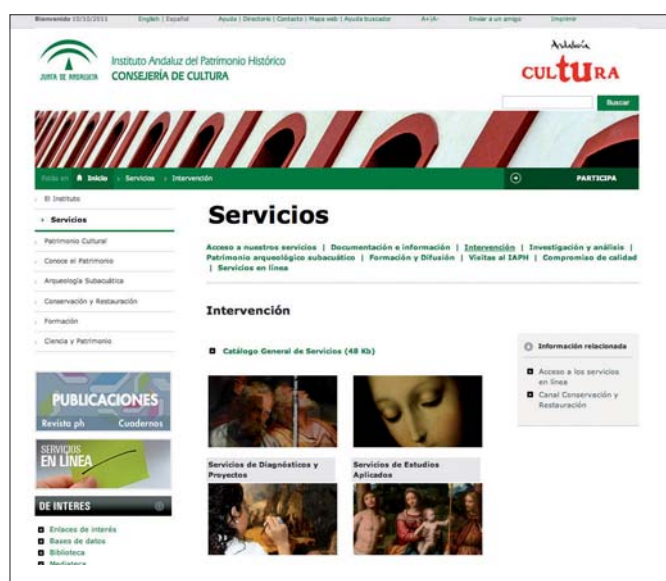 Bienvenido 10/10/2011 English | Español Ayuda | Directorio | Contacto | Mapa web | Ayuda buscador A+|A- Enviar a un amigo Imprimir
JUNTA DE ANDALUCIA
Instituto Andaluz del Patrimonio Histórico
CONSEJERÍA DE CULTURA
Andalucía
CULTURA
Buscar
Estás en Inicio Servicios Intervención
PARTICIPA
El Instituto
Servicios
Patrimonio Cultural
Conoce el Patrimonio
Arqueología Subacuática
Conservación y Restauración
Formación
Ciencia y Patrimonio
PUBLICACIONES
Revista ph Cuadernos
SERVICIOS
EN LÍNEA
DE INTERES
Enlaces de interés
Bases de datos
Biblioteca
Mediateca
Servicios
Acceso a nuestros servicios | Documentación e información | Intervención | Investigación y análisis |
Patrimonio arqueológico subacuático | Formación y Difusión | Visitas al IAPH | Compromiso de calidad
| Servicios en línea
Intervención
Catálogo General de Servicios (48 Kb)
Servicios de Diagnósticos y
Proyectos
Servicios de Estudios
Aplicados
Información relacionada
Acceso a los servicios
en línea
Canal Conservación y
Restauración